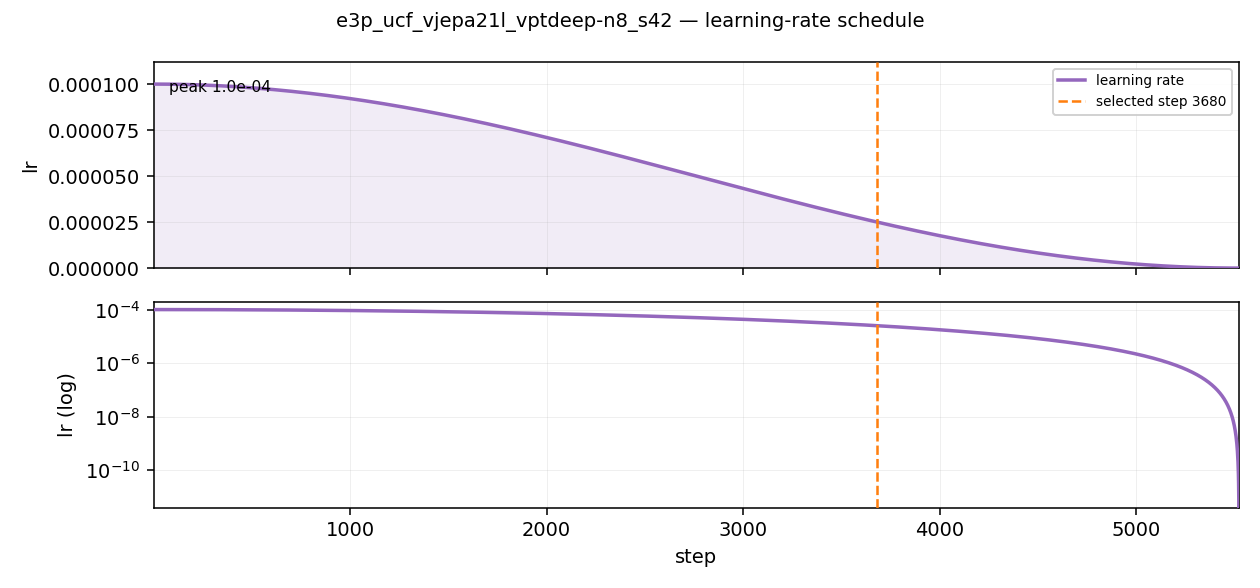 e3p_ucf_vjepa21l_vptdeep-n8_s42 — learning-rate schedule
0.000100
0.000075
0.000050
0.000025
0.000000
lr
peak 1.0e-04
learning rate
selected step 3680
10⁻⁴
10⁻⁶
10⁻⁸
10⁻¹⁰
lr (log)
1000 2000 3000 4000 5000
step